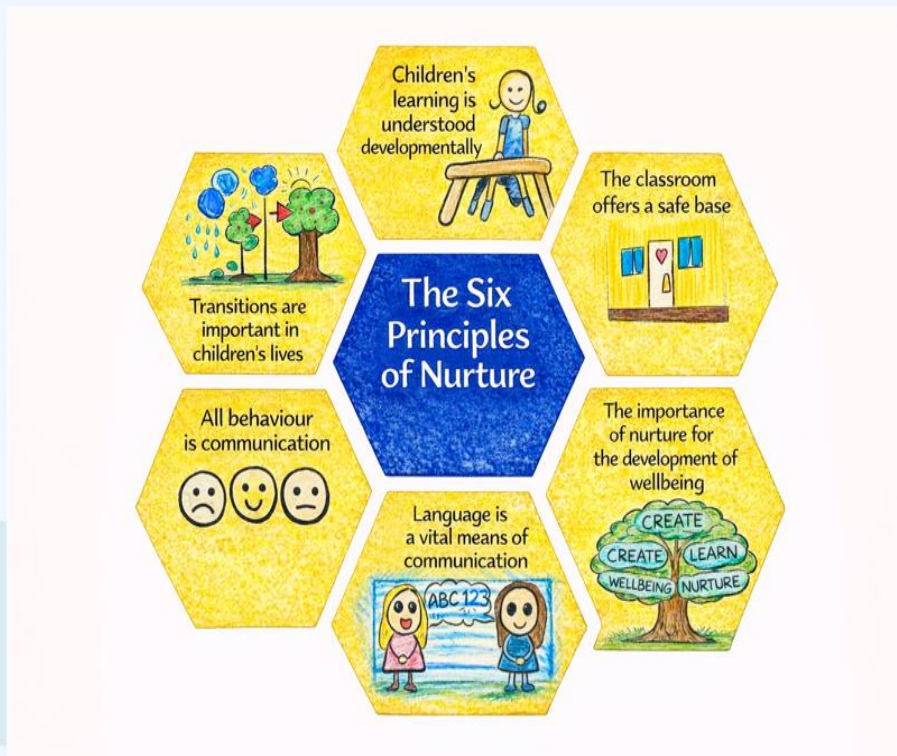 The Six
Principles
of Nurture
Children's
learning is
understood
developmentally
The classroom
offers a safe base
The importance
of nurture for
the development of
wellbeing
CREATE
CREATE
LEARN
WELLBEING
NURTURE
Language is
a vital means of
communication
ABC 123
All behaviour
is communication
Transitions are
important in
children's lives